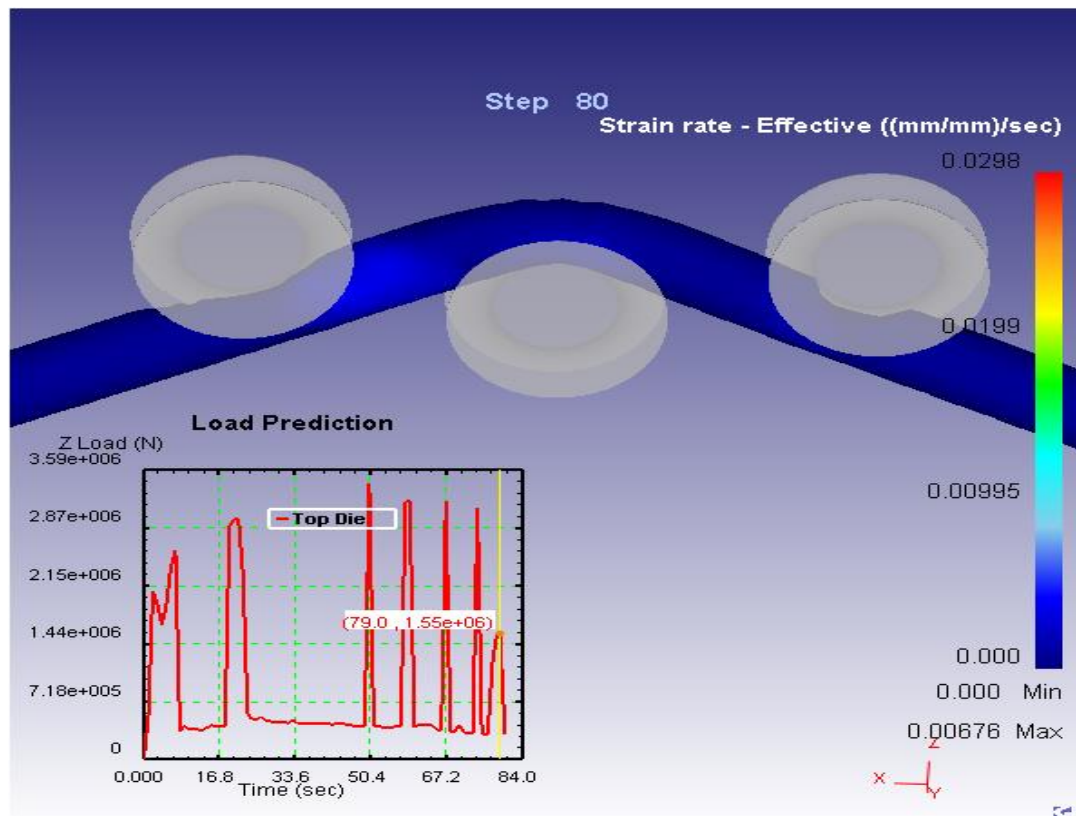 Step 80
Strain rate - Effective ((mm/mm)/sec)
0.0298
0.0199
0.00995
0.000
0.000 Min
0.00676 Max
Load Prediction
Z Load (N)
3.59e+006
2.87e+006
2.15e+006
1.44e+006
7.18e+005
0
Top Die
(79.0 , 1.55e+06)
0.000 16.8 33.6 50.4 67.2 84.0
Time (sec)
Z
X
Y